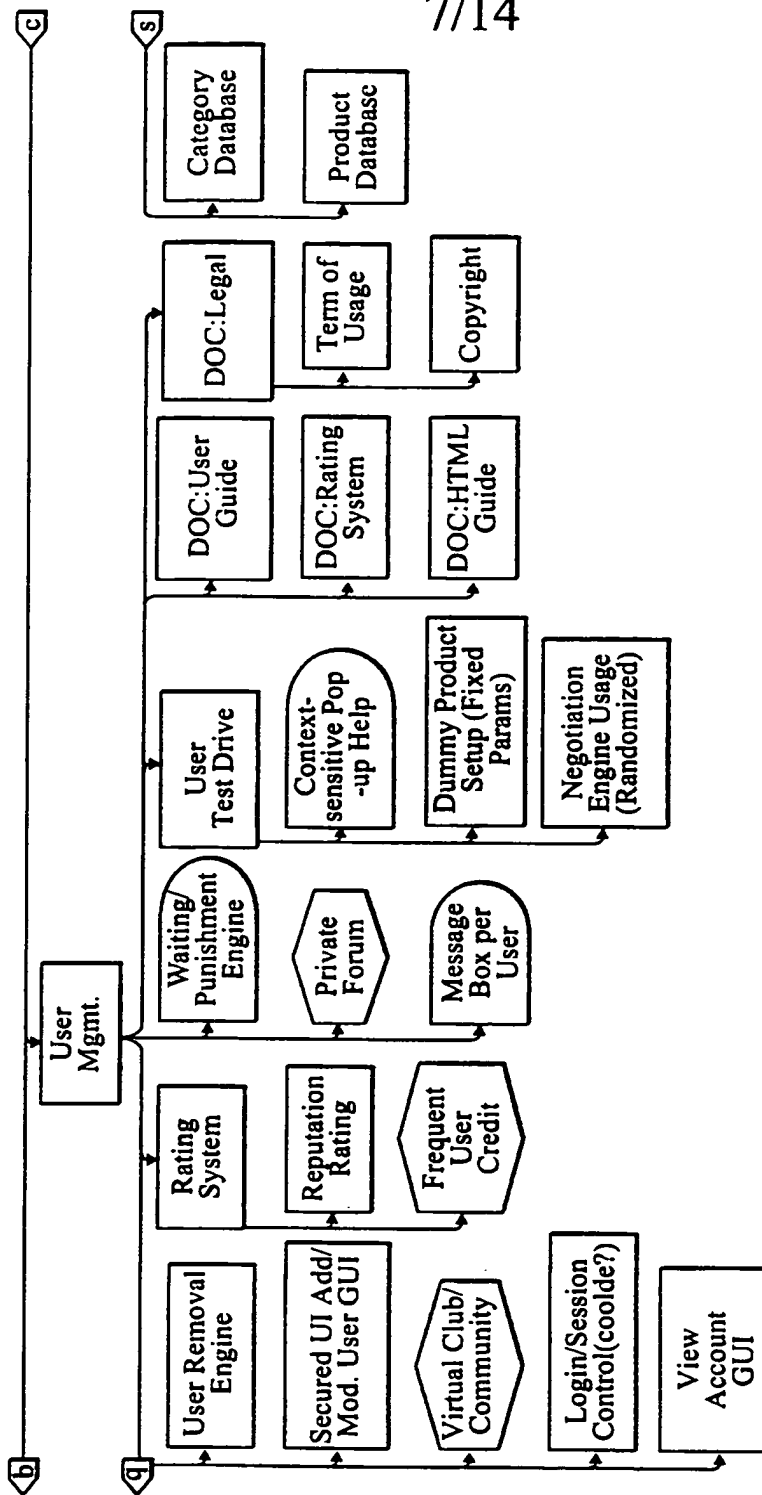 7/14
b
c
User
Mgmt.
q
s
User Removal
Engine
Secured UI Add/
Mod. User GUI
Virtual Club/
Community
Login/Session
Control(coolde?)
View
Account
GUI
Rating
System
Reputation
Rating
Frequent
User
Credit
Waiting/
Punishment
Engine
Private
Forum
Message
Box per
User
User
Test Drive
Context-
sensitive Pop
-up Help
Dummy Product
Setup (Fixed
Params)
Negotiation
Engine Usage
(Randomized)
DOC:User
Guide
DOC:Rating
System
DOC:HTML
Guide
DOC:Legal
Term of
Usage
Copyright
Category
Database
Product
Database